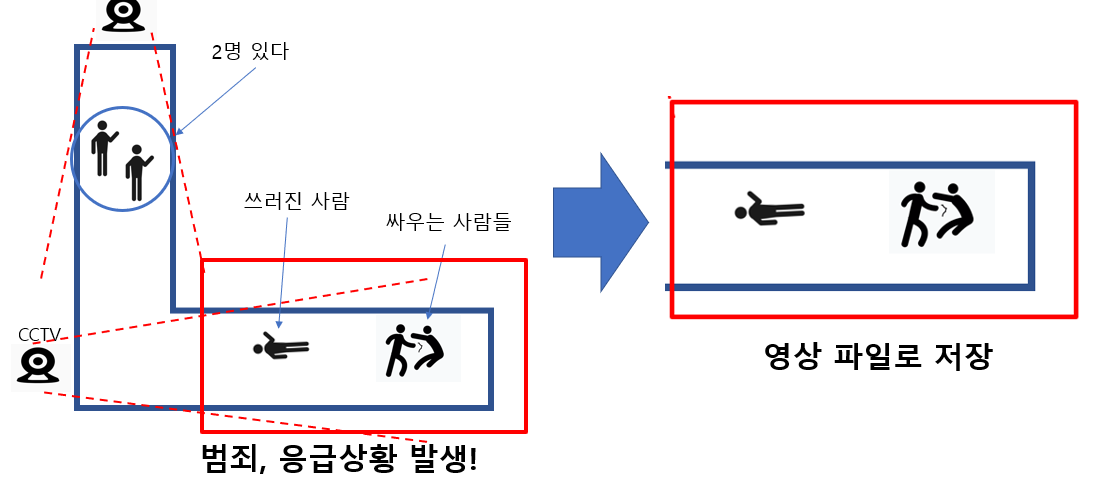 2명 있다
쓰러진 사람
싸우는 사람들
CCTV
범죄, 응급상황 발생!
영상 파일로 저장